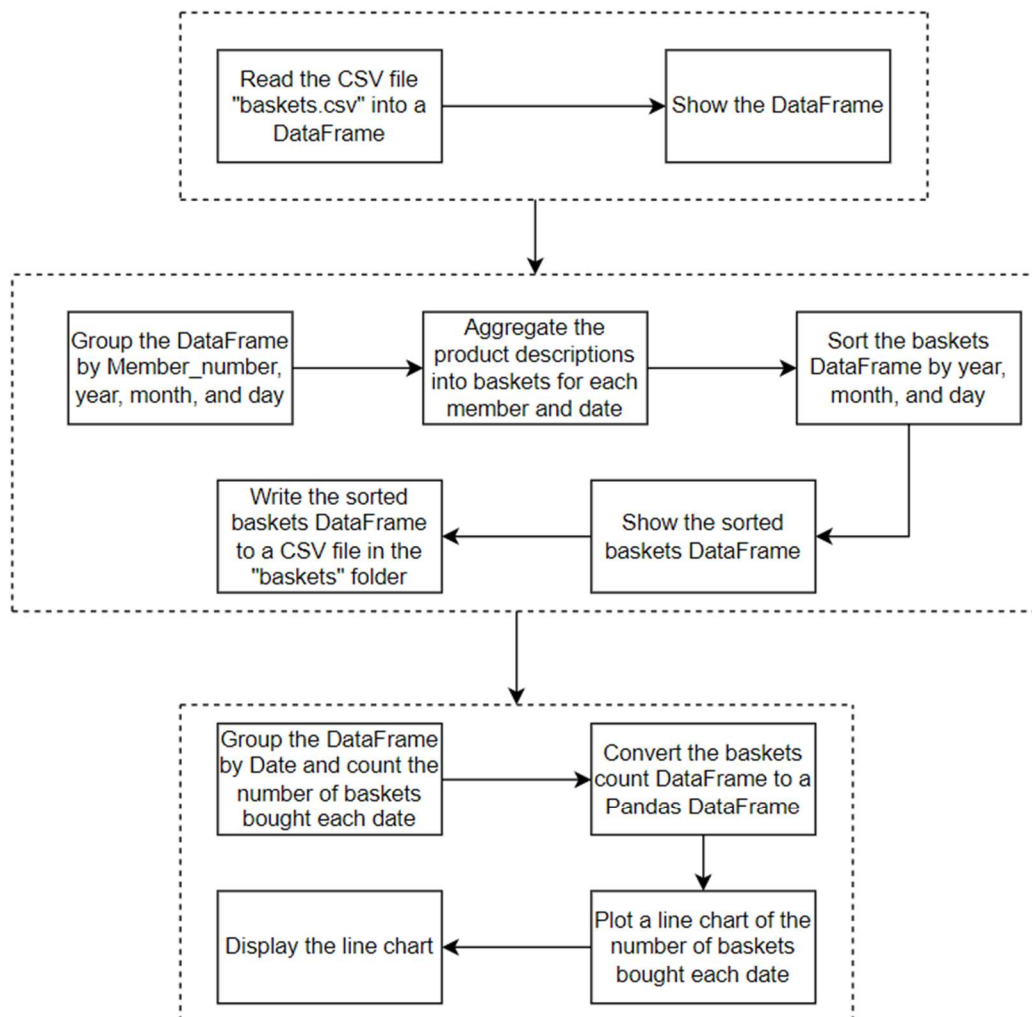 Read the CSV file
"baskets.csv" into a
DataFrame
Show the DataFrame
Group the DataFrame
by Member_number,
year, month, and day
Aggregate the
product descriptions
into baskets for each
member and date
Sort the baskets
DataFrame by year,
month, and day
Show the sorted
baskets DataFrame
Write the sorted
baskets DataFrame
to a CSV file in the
"baskets" folder
Group the DataFrame
by Date and count the
number of baskets
bought each date
Convert the baskets
count DataFrame to a
Pandas DataFrame
Plot a line chart of the
number of baskets
bought each date
Display the line chart